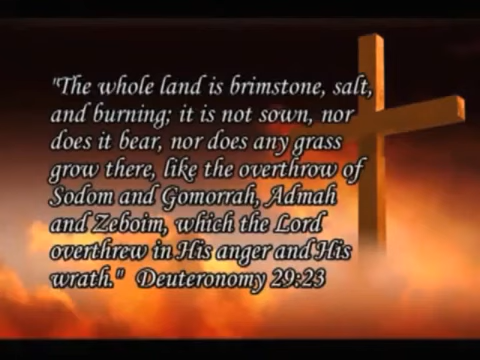 "The whole land is brimstone, salt,
and burning; it is not sown, nor
does it bear, nor does any grass
grow there, like the overthrow of
Sodom and Gomorrah, Admah
and Zeboim, which the Lord
overthrew in His anger and His
wrath."  Deuteronomy 29:23